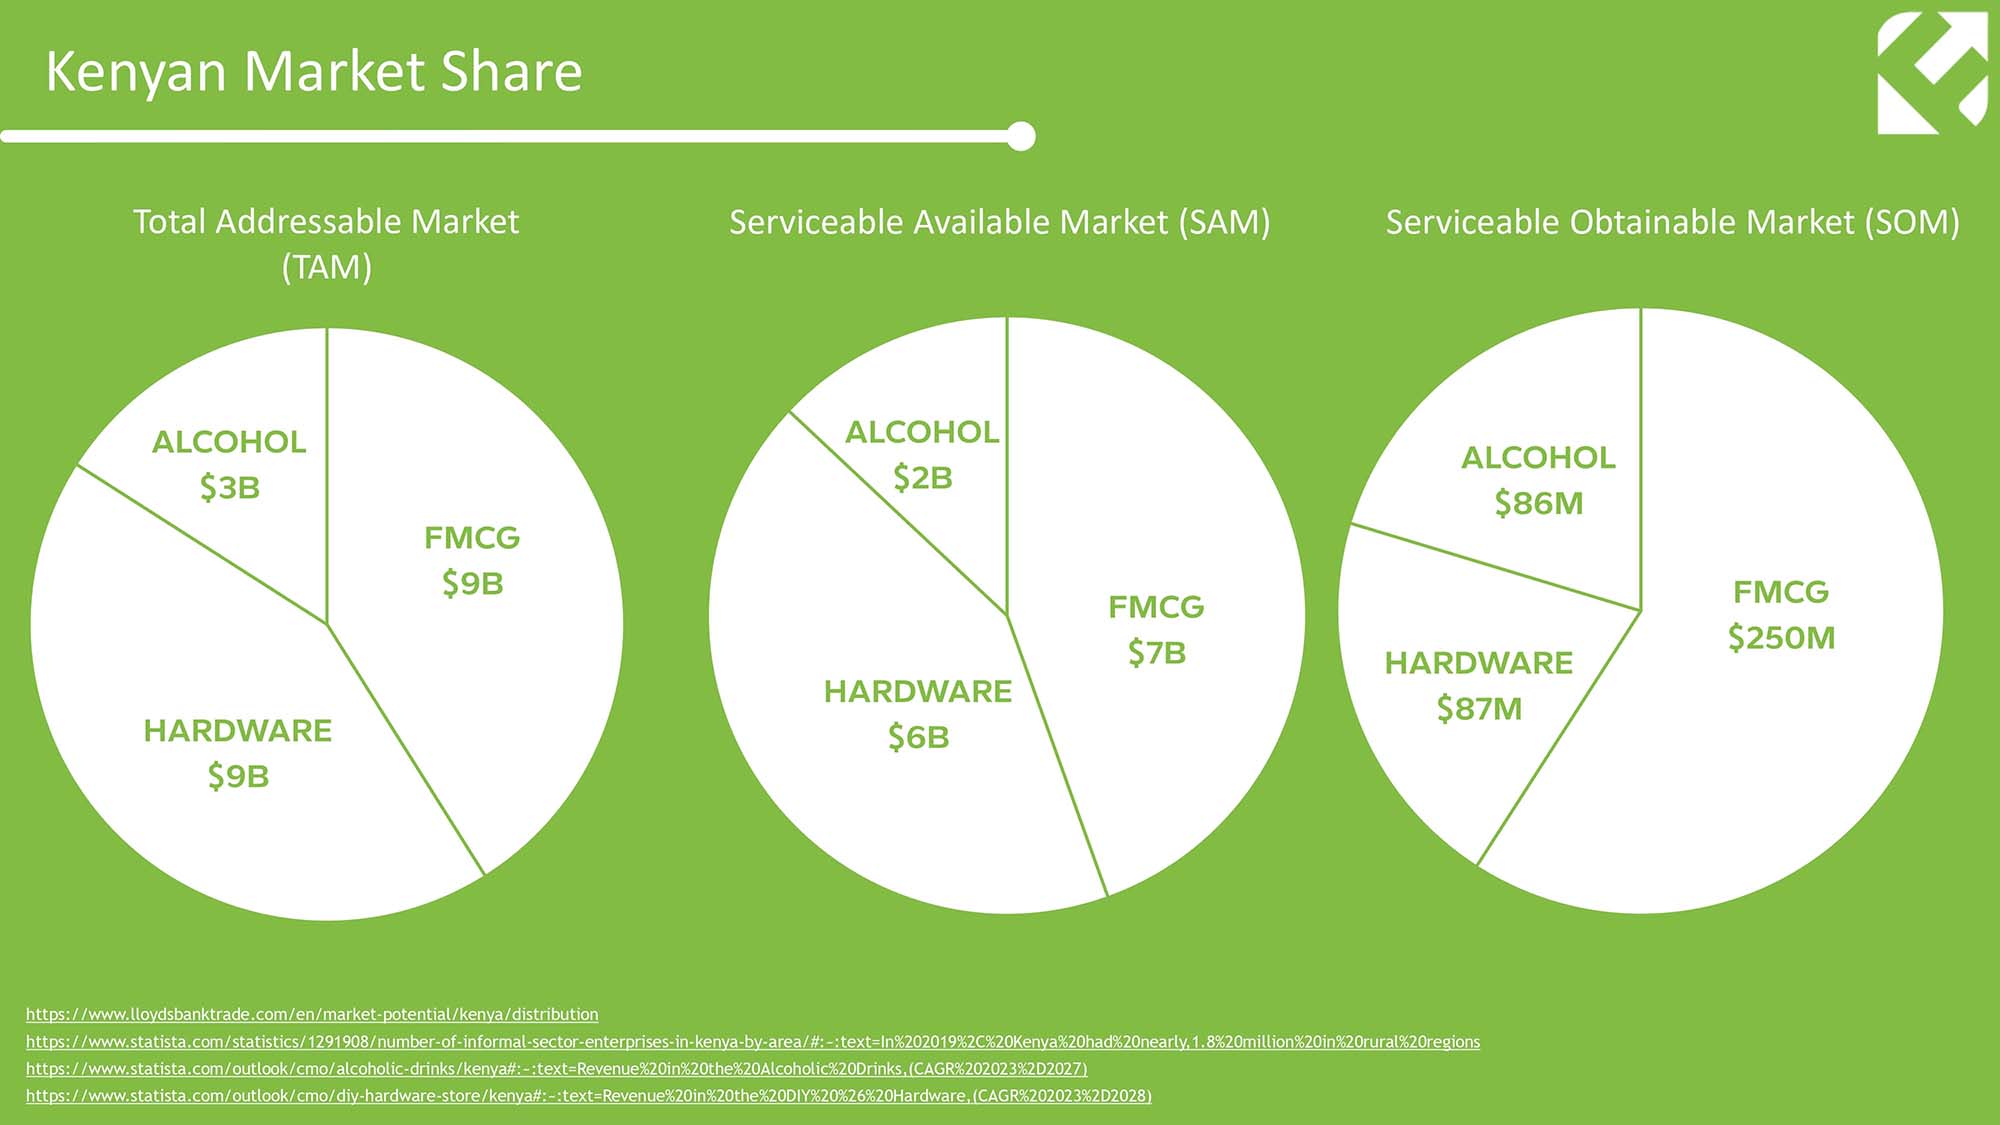 Kenyan Market Share
Total Addressable Market
(TAM)
ALCOHOL
$3B
FMCG
$9B
HARDWARE
$9B
Serviceable Available Market (SAM)
ALCOHOL
$2B
FMCG
$7B
HARDWARE
$6B
Serviceable Obtainable Market (SOM)
ALCOHOL
$86M
FMCG
$250M
HARDWARE
$87M
https://www.lloydsbanktrade.com/en/market-potential/kenya/distribution
https://www.statista.com/statistics/1291908/number-of-informal-sector-enterprises-in-kenya-by-area/#:~:text=In%202019%2C%20Kenya%20had%20nearly,1.8%20million%20in%20rural%20regions
https://www.statista.com/outlook/cmo/alcoholic-drinks/kenya#:~:text=Revenue%20in%20the%20Alcoholic%20Drinks,(CAGR%202023%2D2027)
https://www.statista.com/outlook/cmo/diy-hardware-store/kenya#:~:text=Revenue%20in%20the%20DIY%20%26%20Hardware,(CAGR%202023%2D2028)